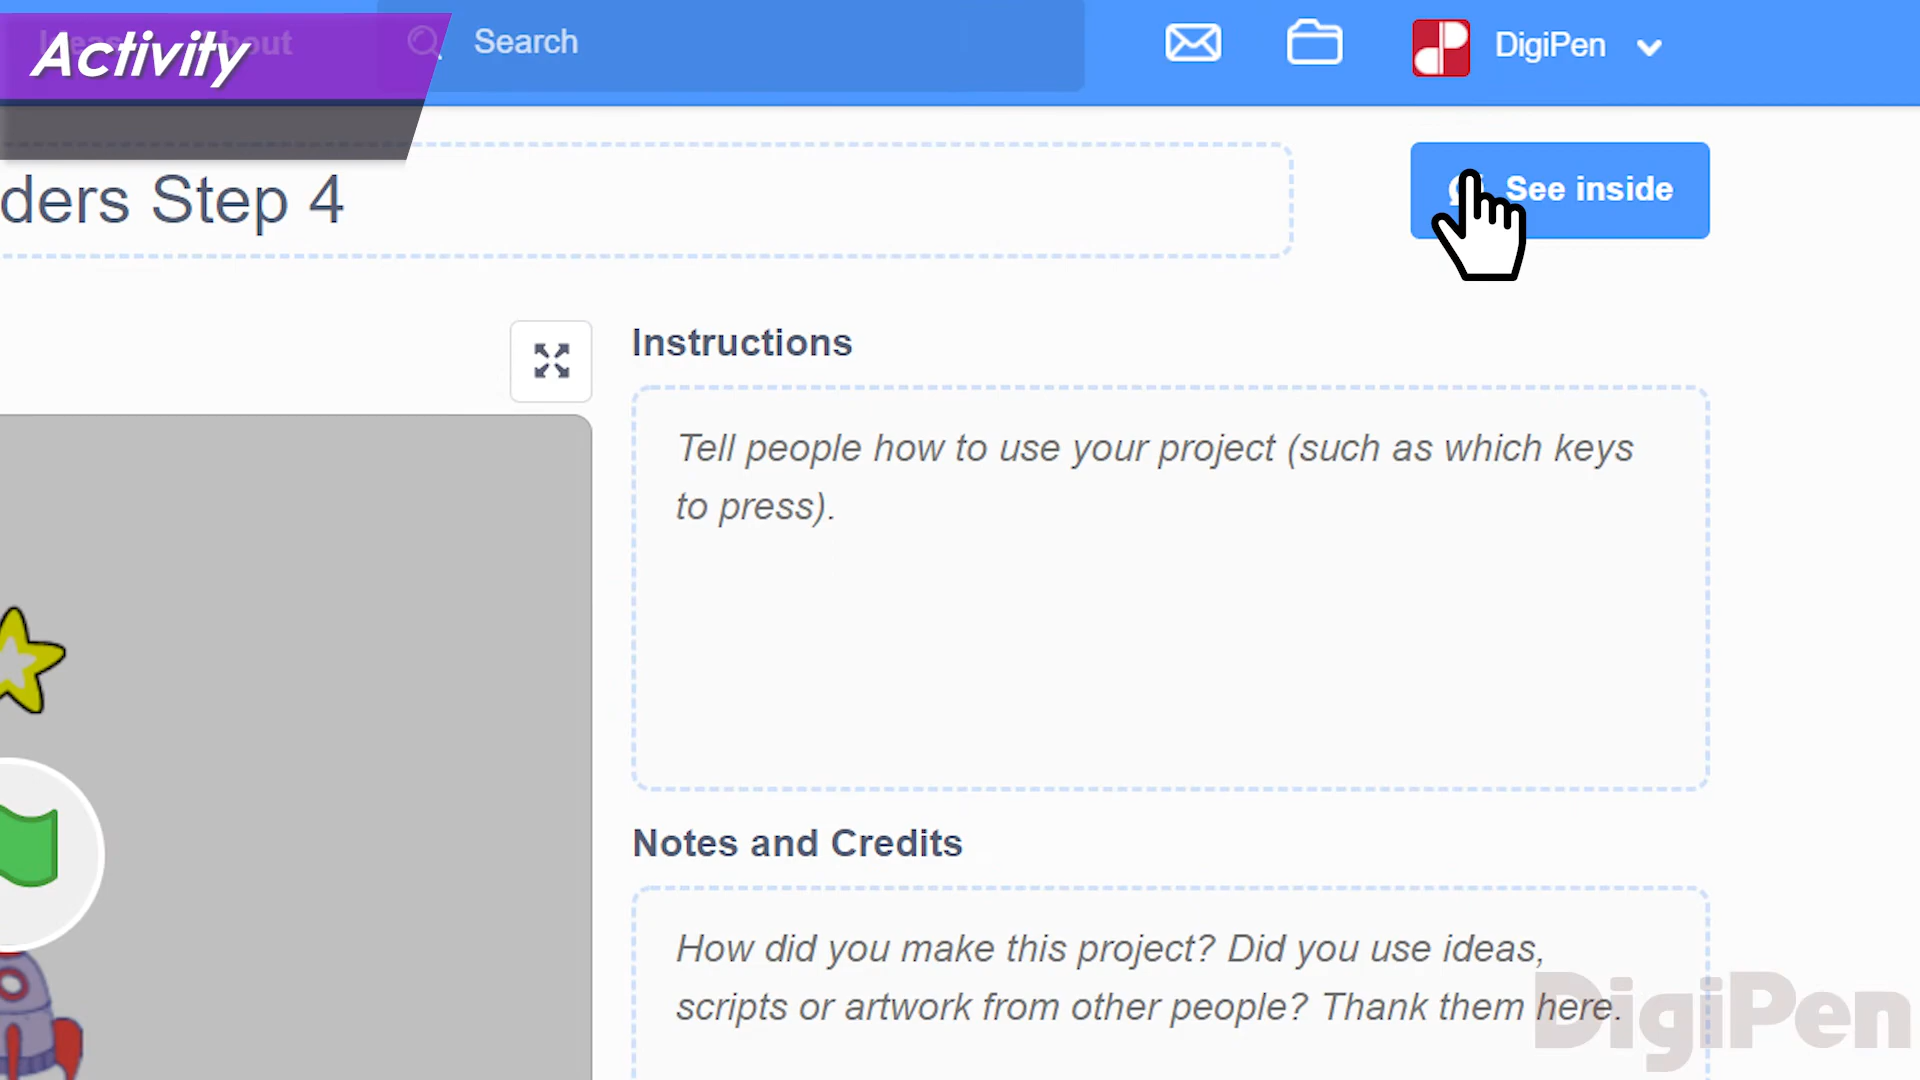 Activity
Ideas About
Search
DigiPen
ders Step 4
See inside
Instructions
Tell people how to use your project (such as which keys
to press).
Notes and Credits
How did you make this project? Did you use ideas,
scripts or artwork from other people? Thank them here.
DigiPen